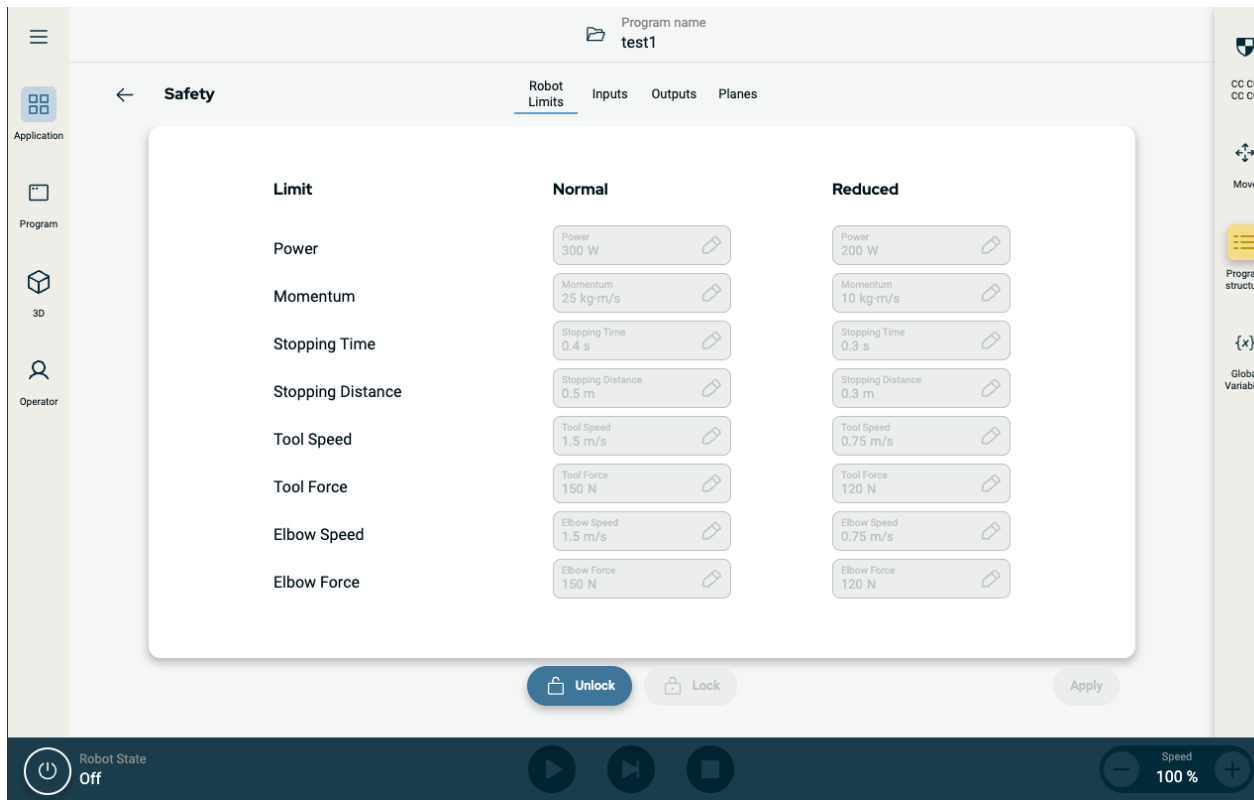 Program name
test1
Safety
Robot
Limits
Inputs
Outputs
Planes
Application
Program
3D
Operator
Limit
Normal
Reduced
Power
Power
300 W
Power
200 W
Momentum
Momentum
25 kg·m/s
Momentum
10 kg·m/s
Stopping Time
Stopping Time
0.4 s
Stopping Time
0.3 s
Stopping Distance
Stopping Distance
0.5 m
Stopping Distance
0.3 m
Tool Speed
Tool Speed
1.5 m/s
Tool Speed
0.75 m/s
Tool Force
Tool Force
150 N
Tool Force
120 N
Elbow Speed
Elbow Speed
1.5 m/s
Elbow Speed
0.75 m/s
Elbow Force
Elbow Force
150 N
Elbow Force
120 N
Unlock
Lock
Apply
CC
CC
{x}
Robot State
Off
Speed
100 %